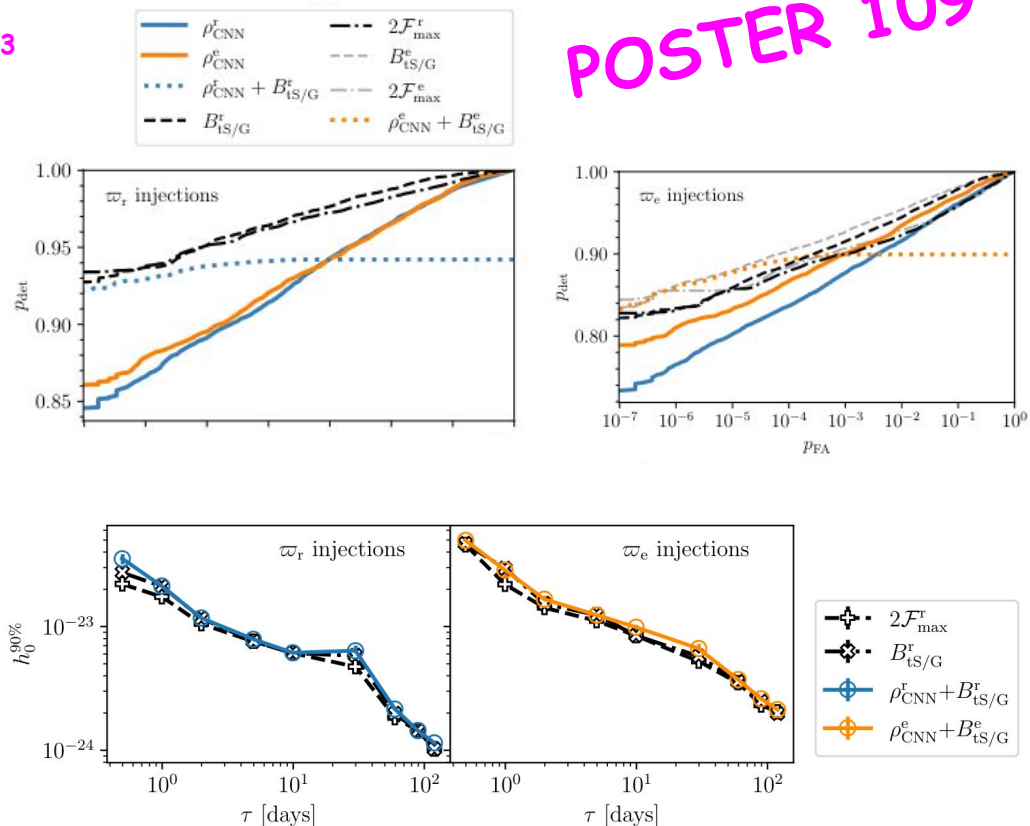 3
POSTER 109
ρ^r_CNN
ρ^e_CNN
ρ^r_CNN + B^r_tS/G
B^r_tS/G
2F^r_max
B^e_tS/G
2F^e_max
ρ^e_CNN + B^e_tS/G
ϖ_r injections
1.00
0.95
0.90
0.85
p_det
ϖ_e injections
1.00
0.90
0.80
p_det
10^-7 10^-6 10^-5 10^-4 10^-3 10^-2 10^-1 10^0
p_FA
ϖ_r injections
ϖ_e injections
10^-23
10^-24
h_0^90%
10^0 10^1 10^2
τ [days]
10^0 10^1 10^2
τ [days]
2F^r_max
B^r_tS/G
ρ^r_CNN+B^r_tS/G
ρ^e_CNN+B^e_tS/G